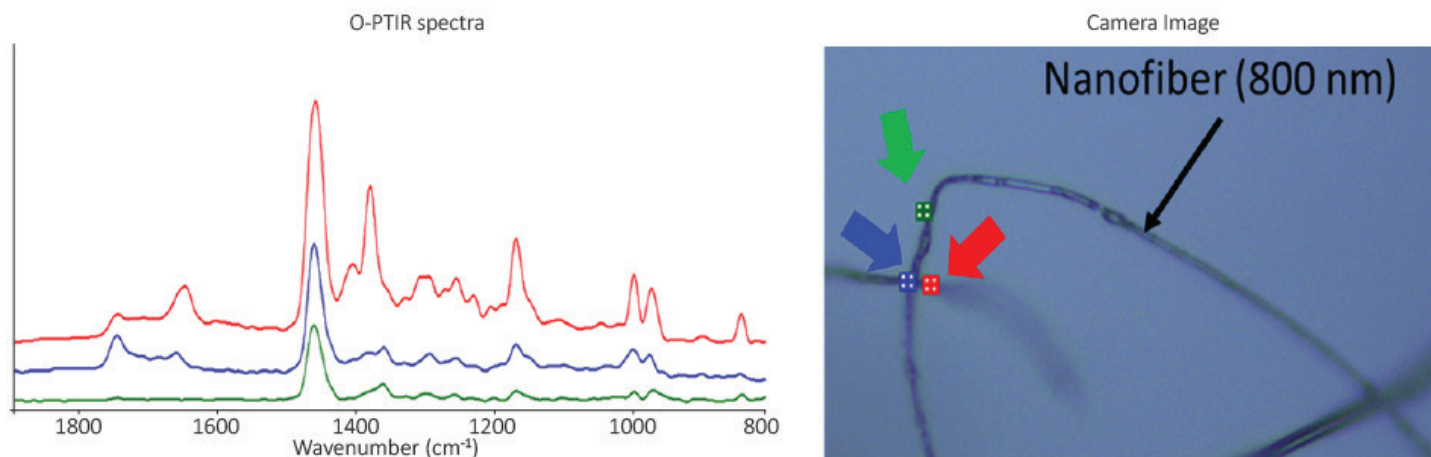 O-PTIR spectra
Camera Image
Nanofiber (800 nm)
1800 1600 1400 1200 1000 800
Wavenumber (cm⁻¹)